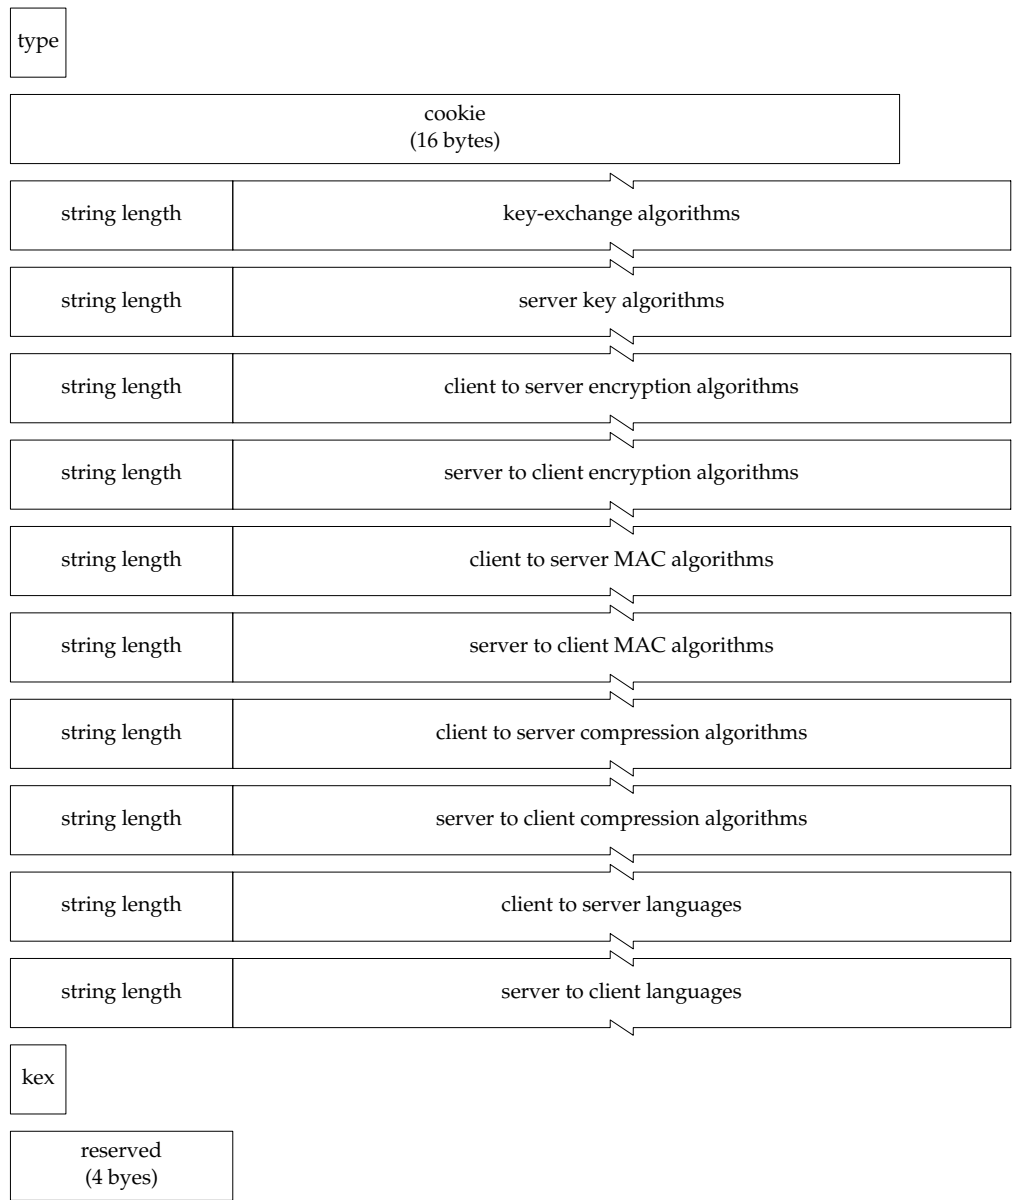 type
cookie
(16 bytes)
string length key-exchange algorithms
string length server key algorithms
string length client to server encryption algorithms
string length server to client encryption algorithms
string length client to server MAC algorithms
string length server to client MAC algorithms
string length client to server compression algorithms
string length server to client compression algorithms
string length client to server languages
string length server to client languages
kex
reserved
(4 byes)